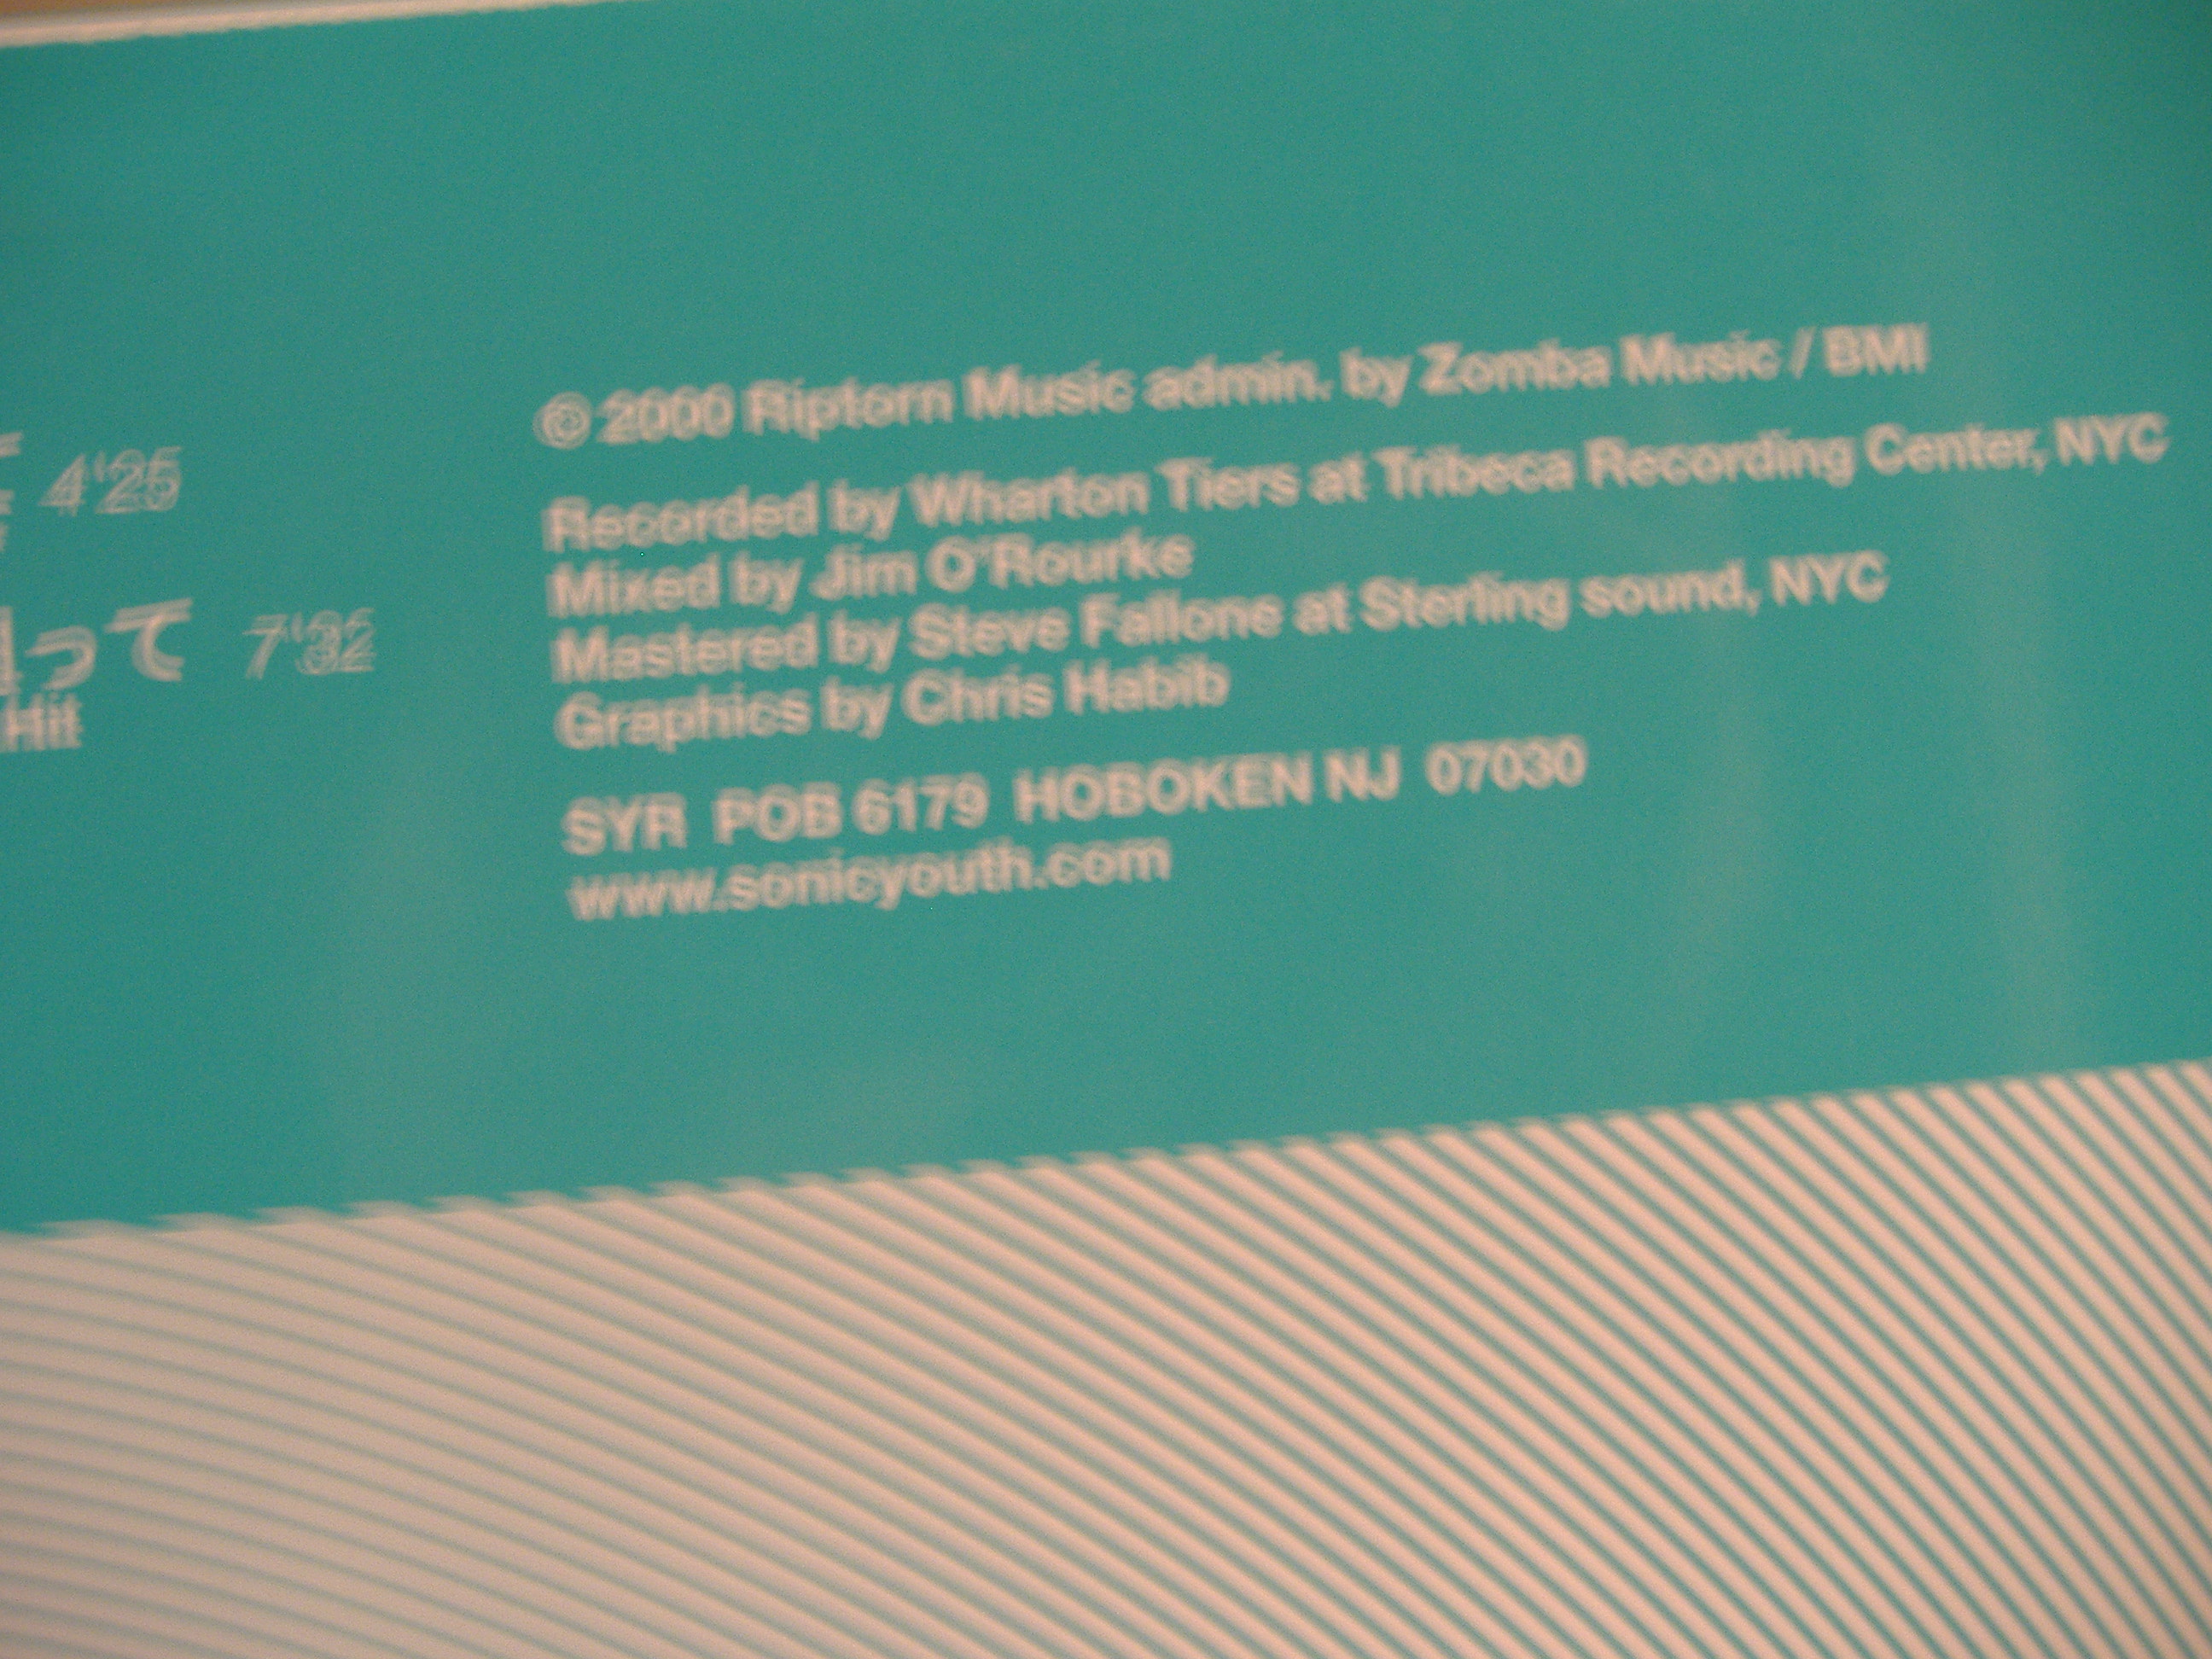 4'25
って 7'32
Hit
© 2000 Riptorn Music admin. by Zomba Music / BMI
Recorded by Wharton Tiers at Tribeca Recording Center, NYC
Mixed by Jim O'Rourke
Mastered by Steve Fallone at Sterling sound, NYC
Graphics by Chris Habib
SYR POB 6179 HOBOKEN NJ 07030
www.sonicyouth.com